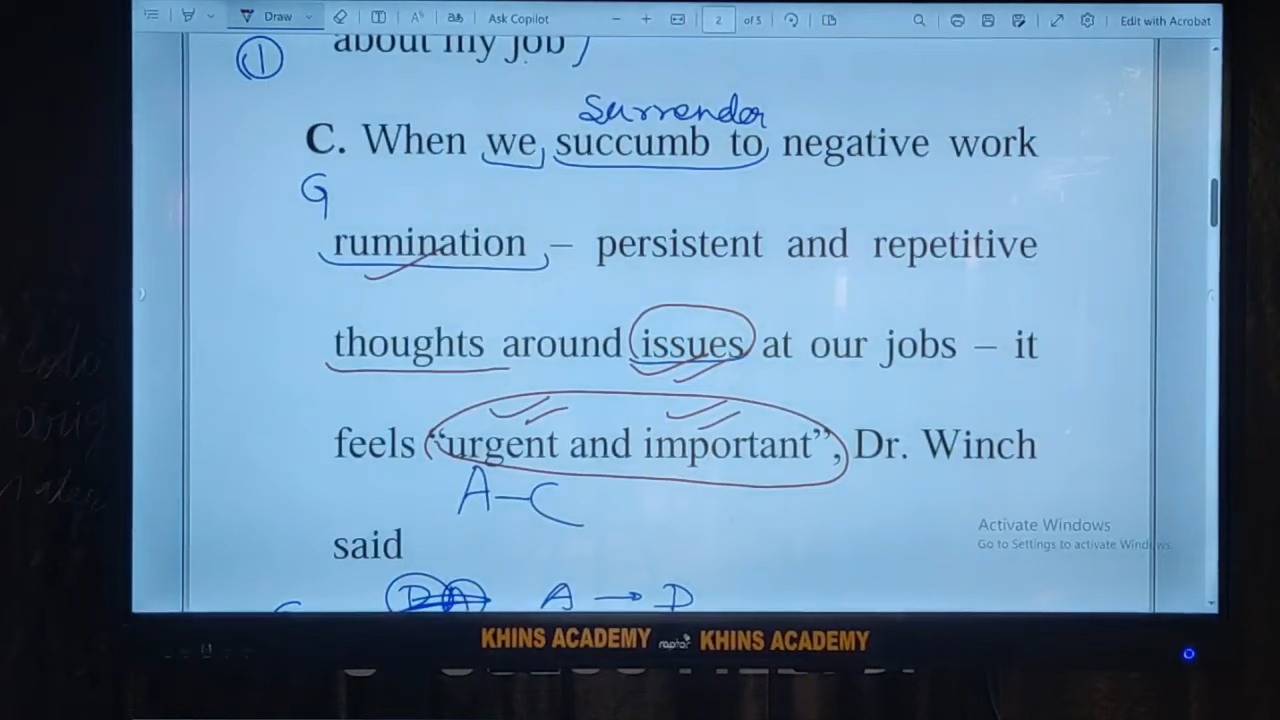 Draw
Ask Copilot
2 of 5
Edit with Acrobat
about my job
1
Surrender
C. When we succumb to negative work
G
rumination – persistent and repetitive
thoughts around issues at our jobs – it
feels “urgent and important”, Dr. Winch
A-C
said
Activate Windows
Go to Settings to activate Windows.
A → D
KHINS ACADEMY raptor KHINS ACADEMY